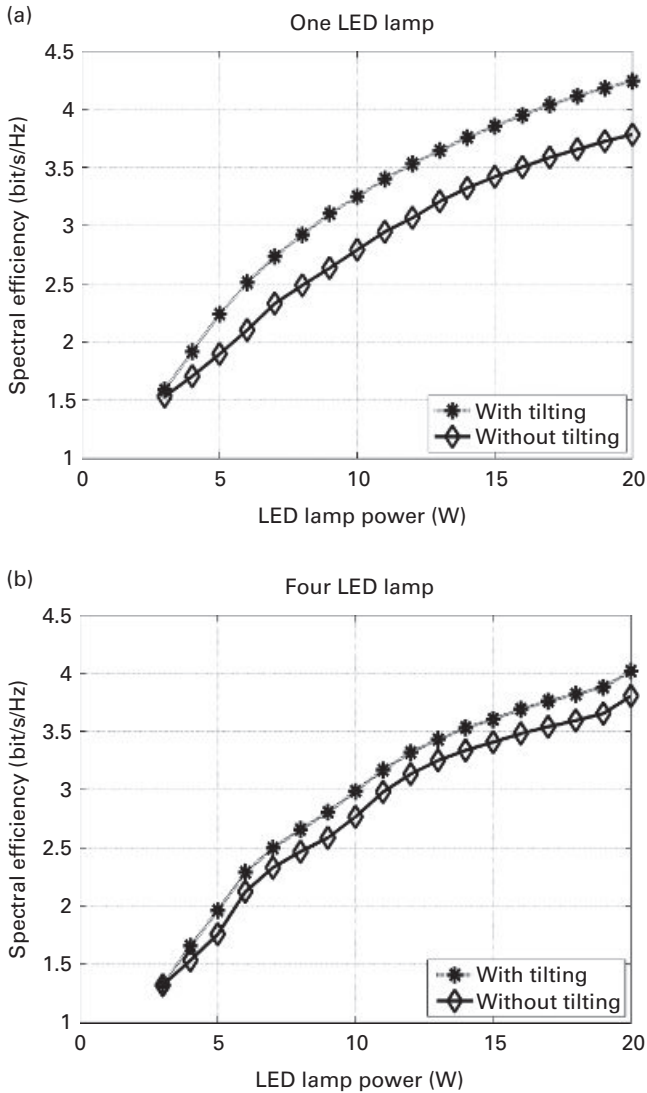 (a)
One LED lamp
4.5
4
3.5
3
2.5
2
1.5
1
0 5 10 15 20
Spectral efficiency (bit/s/Hz)
LED lamp power (W)
With tilting
Without tilting
(b)
Four LED lamp
4.5
4
3.5
3
2.5
2
1.5
1
0 5 10 15 20
Spectral efficiency (bit/s/Hz)
LED lamp power (W)
With tilting
Without tilting